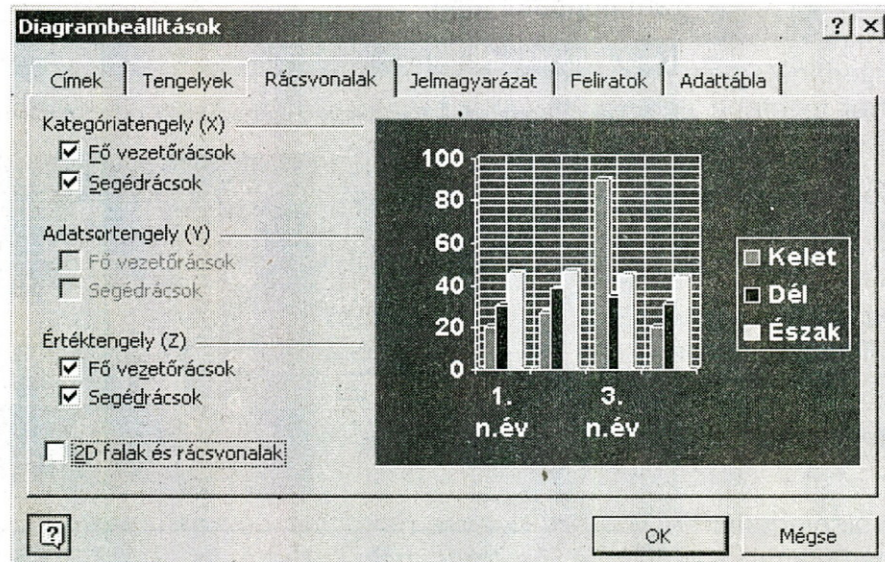 Diagrambeállítások
Címek Tengelyek Rácsvonalak Jelmagyarázat Feliratok Adattábla
Kategóriatengely (X)
Fő vezetőrácsok
Segédrácsok
Adatsortengely (Y)
Fő vezetőrácsok
Segédrácsok
Értéktengely (Z)
Fő vezetőrácsok
Segédrácsok
2D falak és rácsvonalak
100
80
60
40
20
0
1. 3.
n.év n.év
Kelet
Dél
Észak
OK Mégse